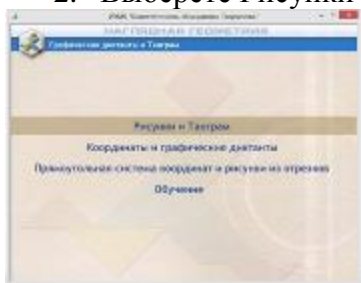 2. Выберете Рисунки
НАГЛЯДНАЯ ГЕОМЕТРИЯ
Графические диктанты и Танграм
Рисунки и Танграм
Координаты и графические диктанты
Прямоугольная система координат и рисунки из отрезков
Обучение